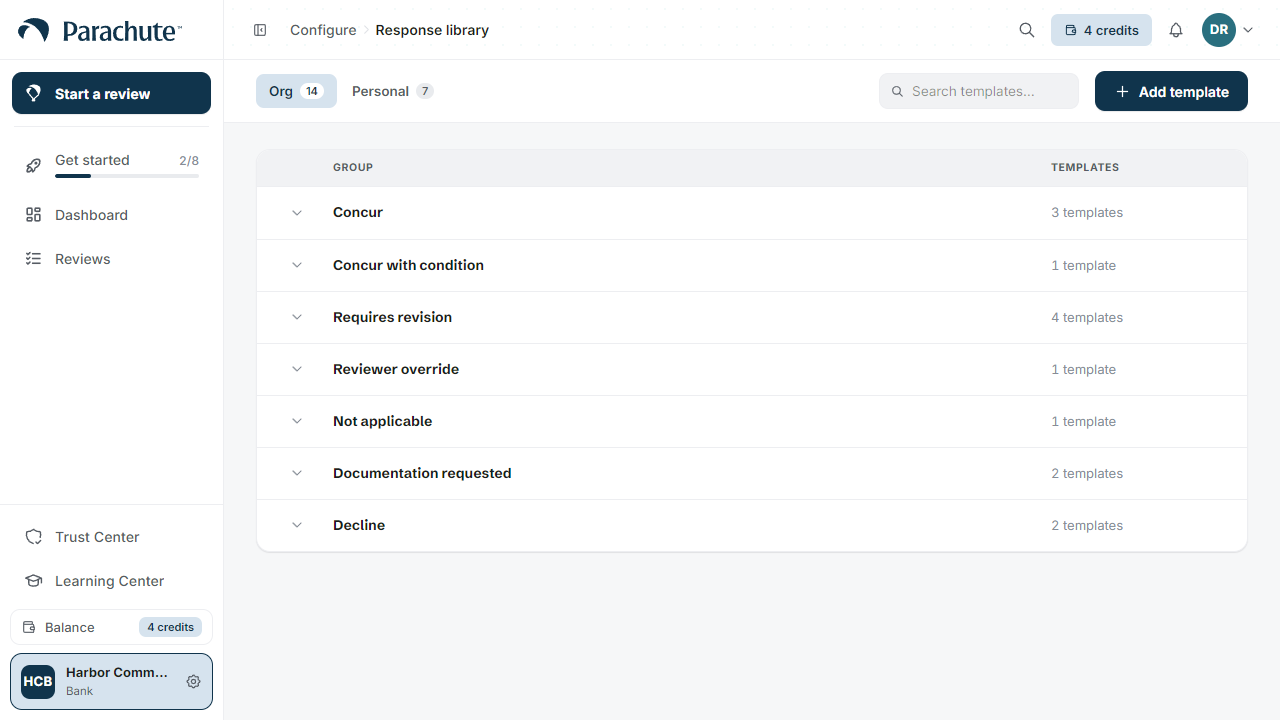 Parachute™
Configure
Response library
4 credits
DR
Start a review
Get started 2/8
Dashboard
Reviews
Trust Center
Learning Center
Balance 4 credits
HCB
Harbor Comm...
Bank
Org 14
Personal 7
Search templates...
Add template
GROUP TEMPLATES
Concur 3 templates
Concur with condition 1 template
Requires revision 4 templates
Reviewer override 1 template
Not applicable 1 template
Documentation requested 2 templates
Decline 2 templates